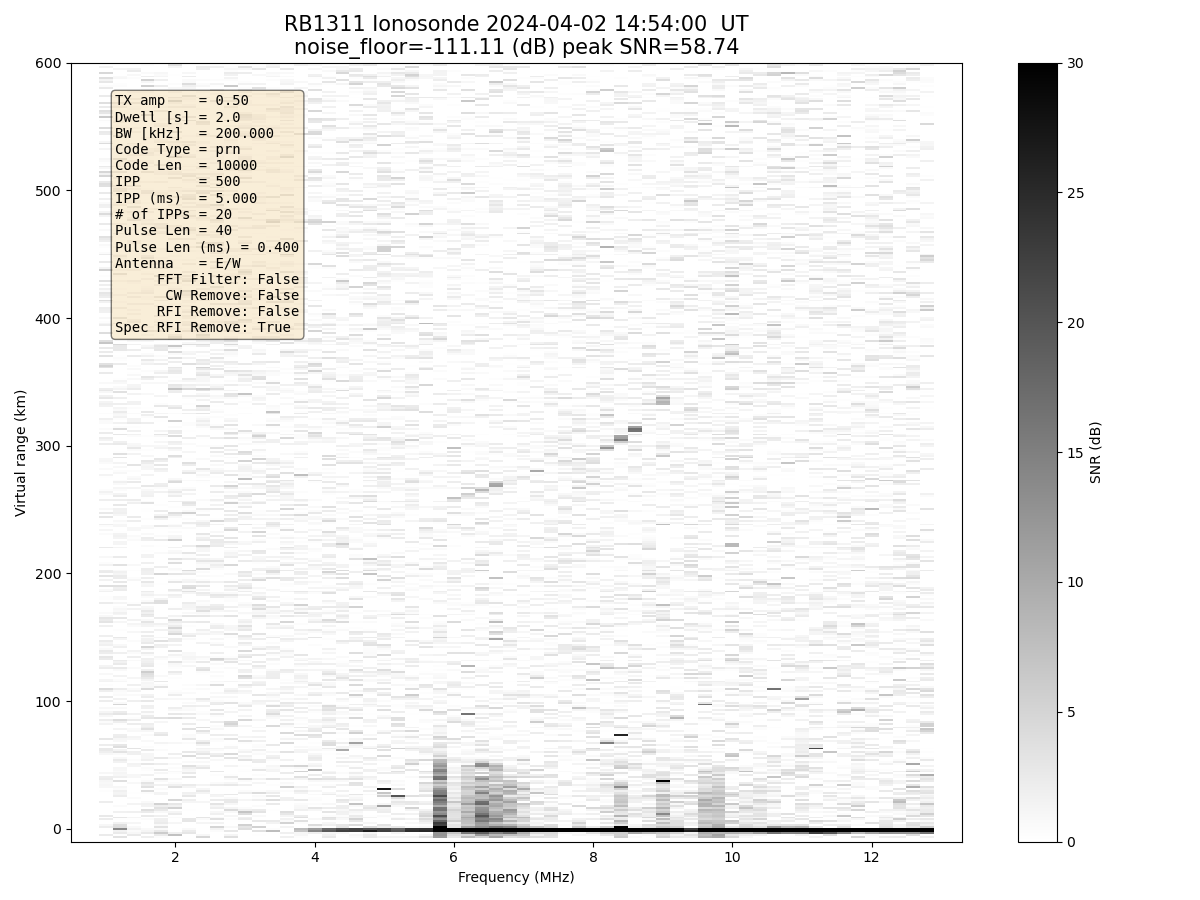 RB1311 Ionosonde 2024-04-02 14:54:00  UT
noise_floor=-111.11 (dB) peak SNR=58.74
TX amp    = 0.50
Dwell [s] = 2.0
BW [kHz]  = 200.000
Code Type = prn
Code Len  = 10000
IPP       = 500
IPP (ms)  = 5.000
# of IPPs = 20
Pulse Len = 40
Pulse Len (ms) = 0.400
Antenna   = E/W
FFT Filter: False
CW Remove: False
RFI Remove: False
Spec RFI Remove: True
Virtual range (km)
600
500
400
300
200
100
0
2 4 6 8 10 12
Frequency (MHz)
30
25
20
15
10
5
0
SNR (dB)